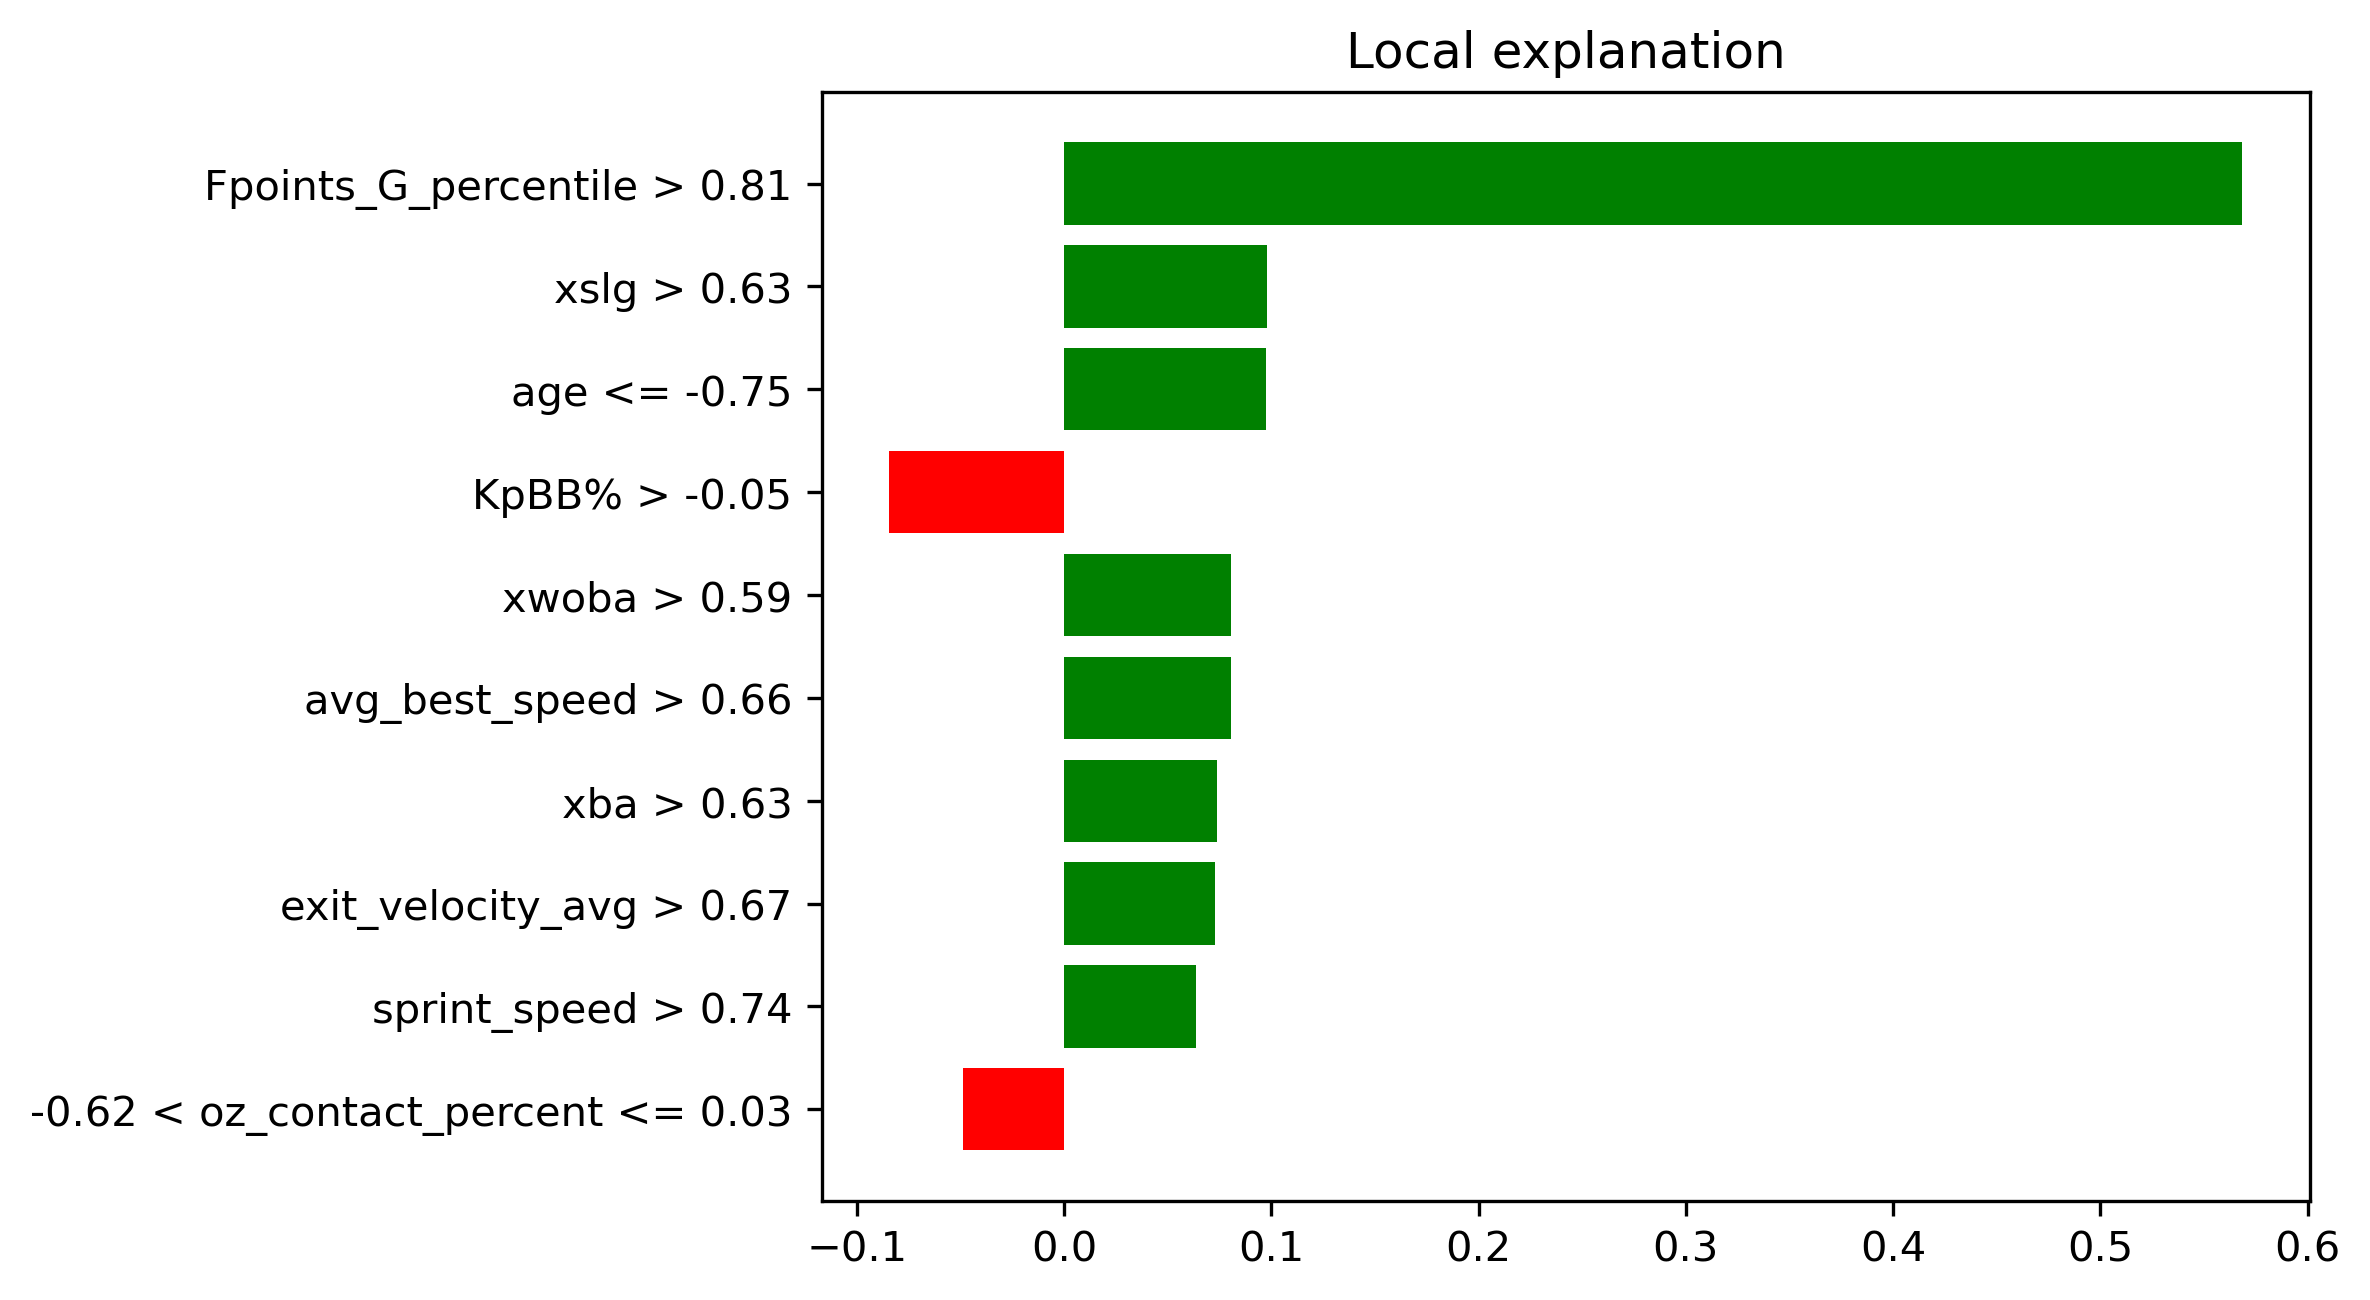 Local explanation
Fpoints_G_percentile > 0.81
xslg > 0.63
age <= -0.75
KpBB% > -0.05
xwoba > 0.59
avg_best_speed > 0.66
xba > 0.63
exit_velocity_avg > 0.67
sprint_speed > 0.74
-0.62 < oz_contact_percent <= 0.03
−0.1 0.0 0.1 0.2 0.3 0.4 0.5 0.6